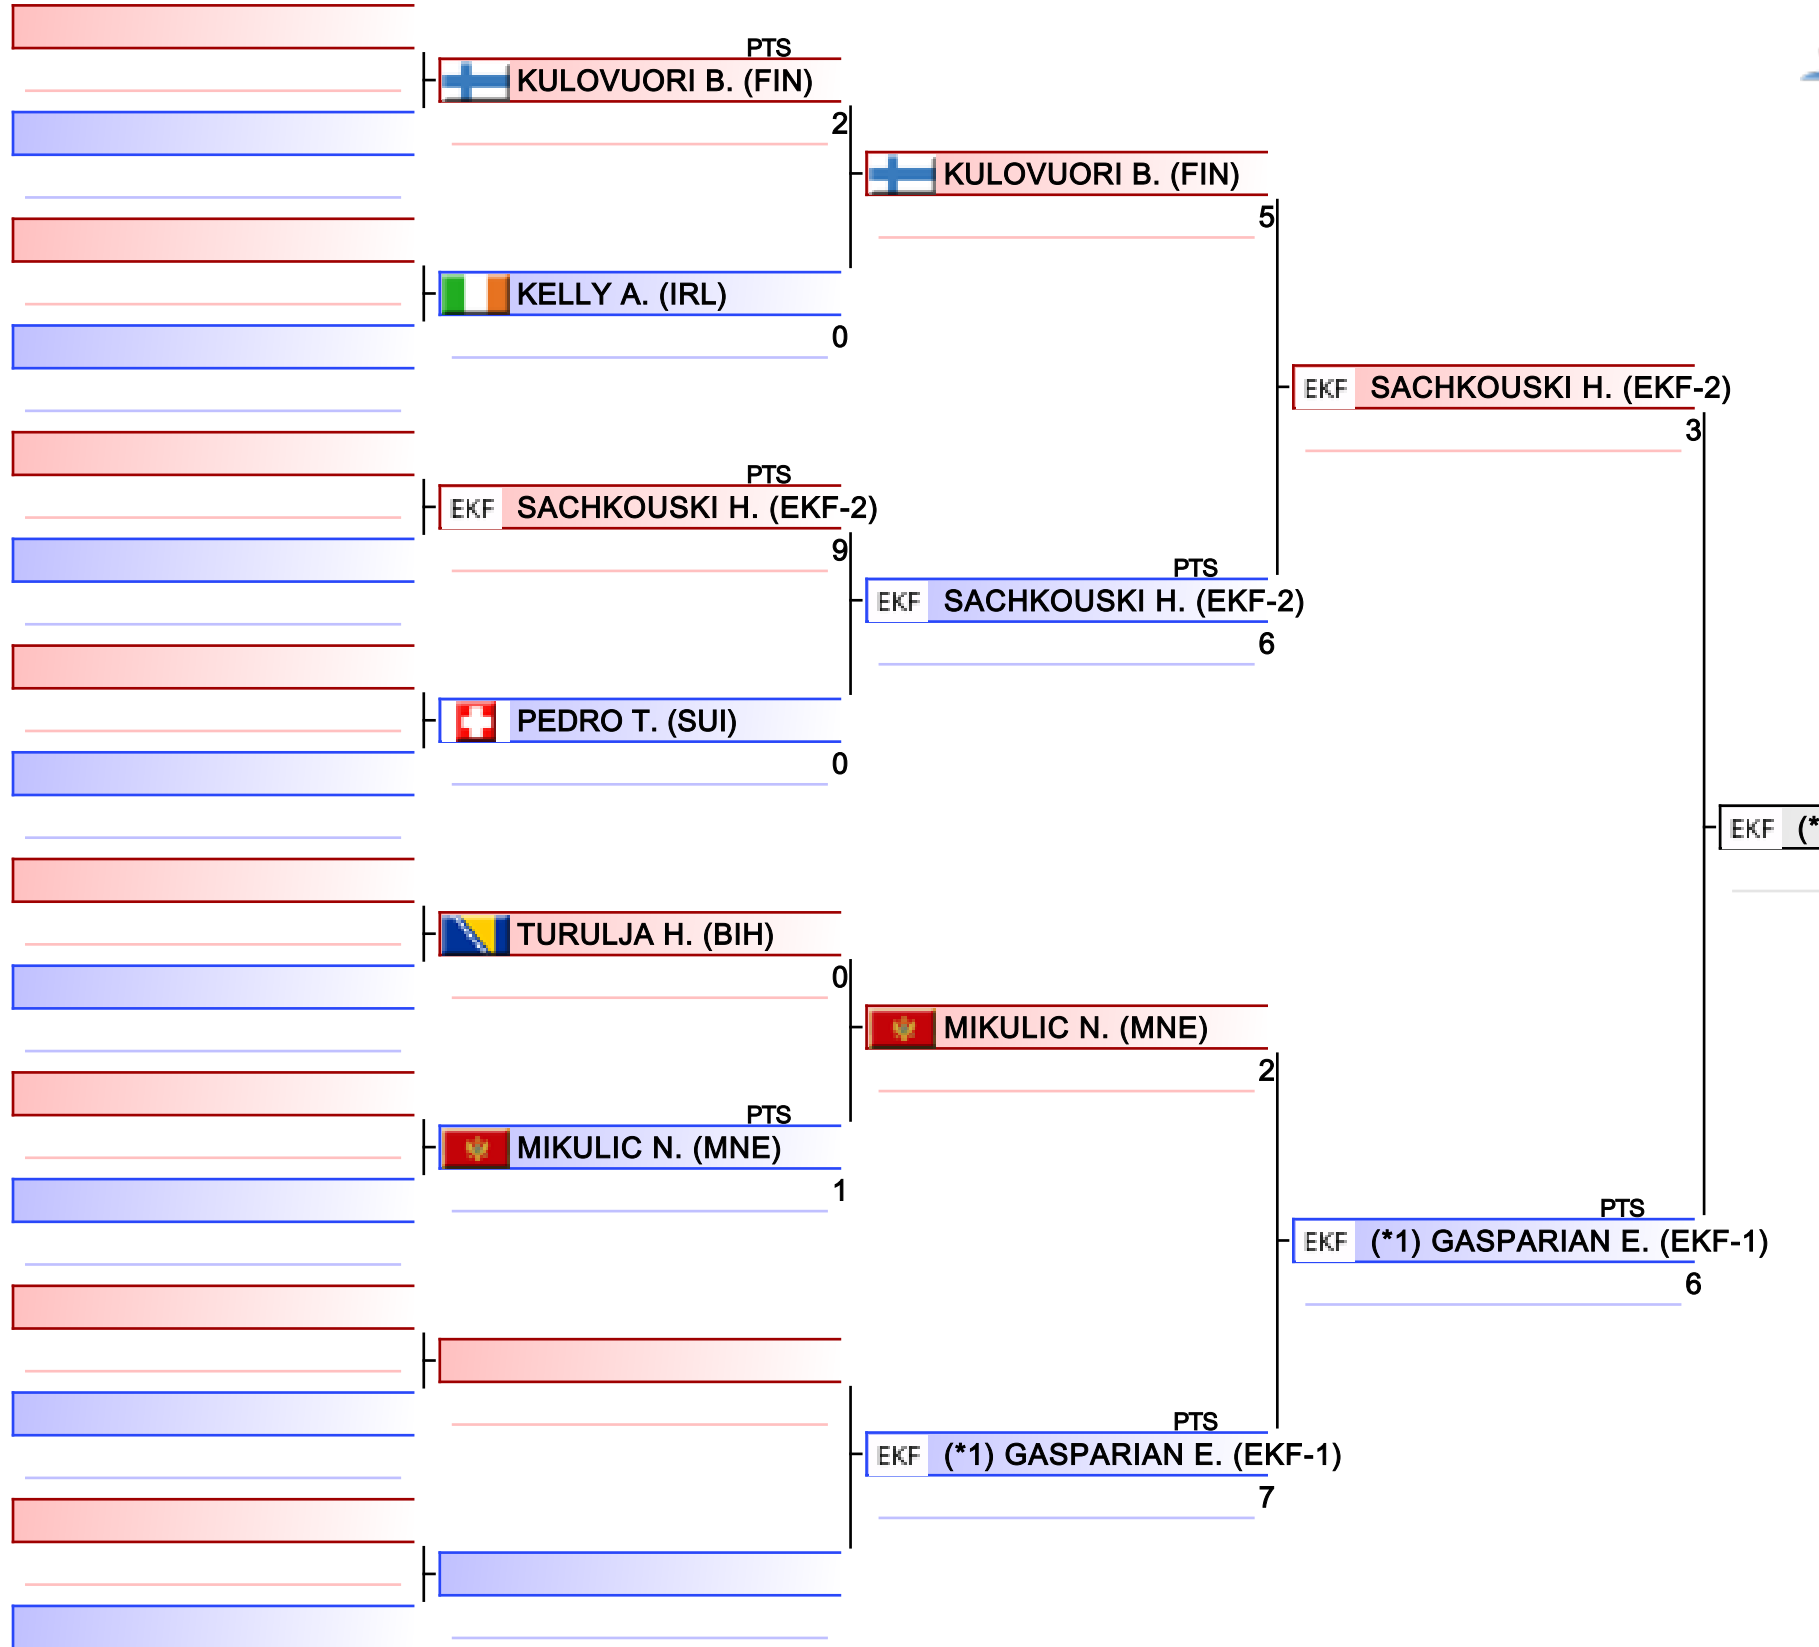 PTS
KULOVUORI B. (FIN)
2
KELLY A. (IRL)
0
PTS
EKF SACHKOUSKI H. (EKF-2)
9
PEDRO T. (SUI)
0
TURULJA H. (BIH)
0
PTS
MIKULIC N. (MNE)
1
KULOVUORI B. (FIN)
5
PTS
EKF SACHKOUSKI H. (EKF-2)
6
MIKULIC N. (MNE)
2
PTS
EKF (*1) GASPARIAN E. (EKF-1)
7
EKF SACHKOUSKI H. (EKF-2)
3
PTS
EKF (*1) GASPARIAN E. (EKF-1)
6
EKF (*